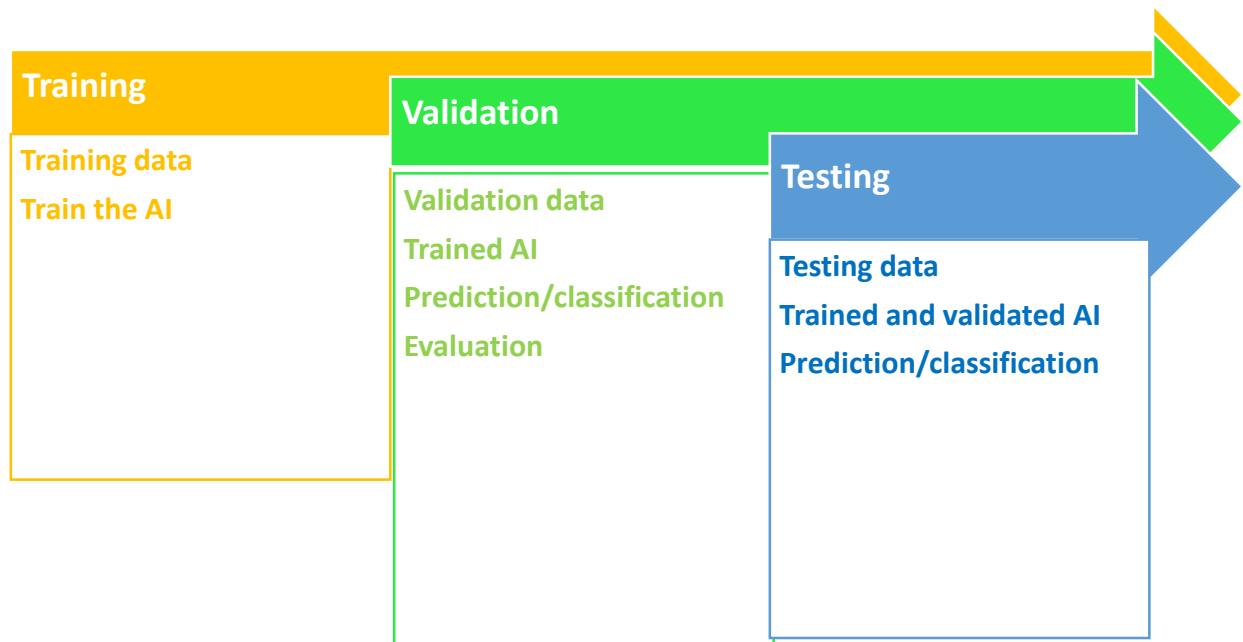 Training
Training data
Train the AI
Validation
Validation data
Trained AI
Prediction/classification
Evaluation
Testing
Testing data
Trained and validated AI
Prediction/classification